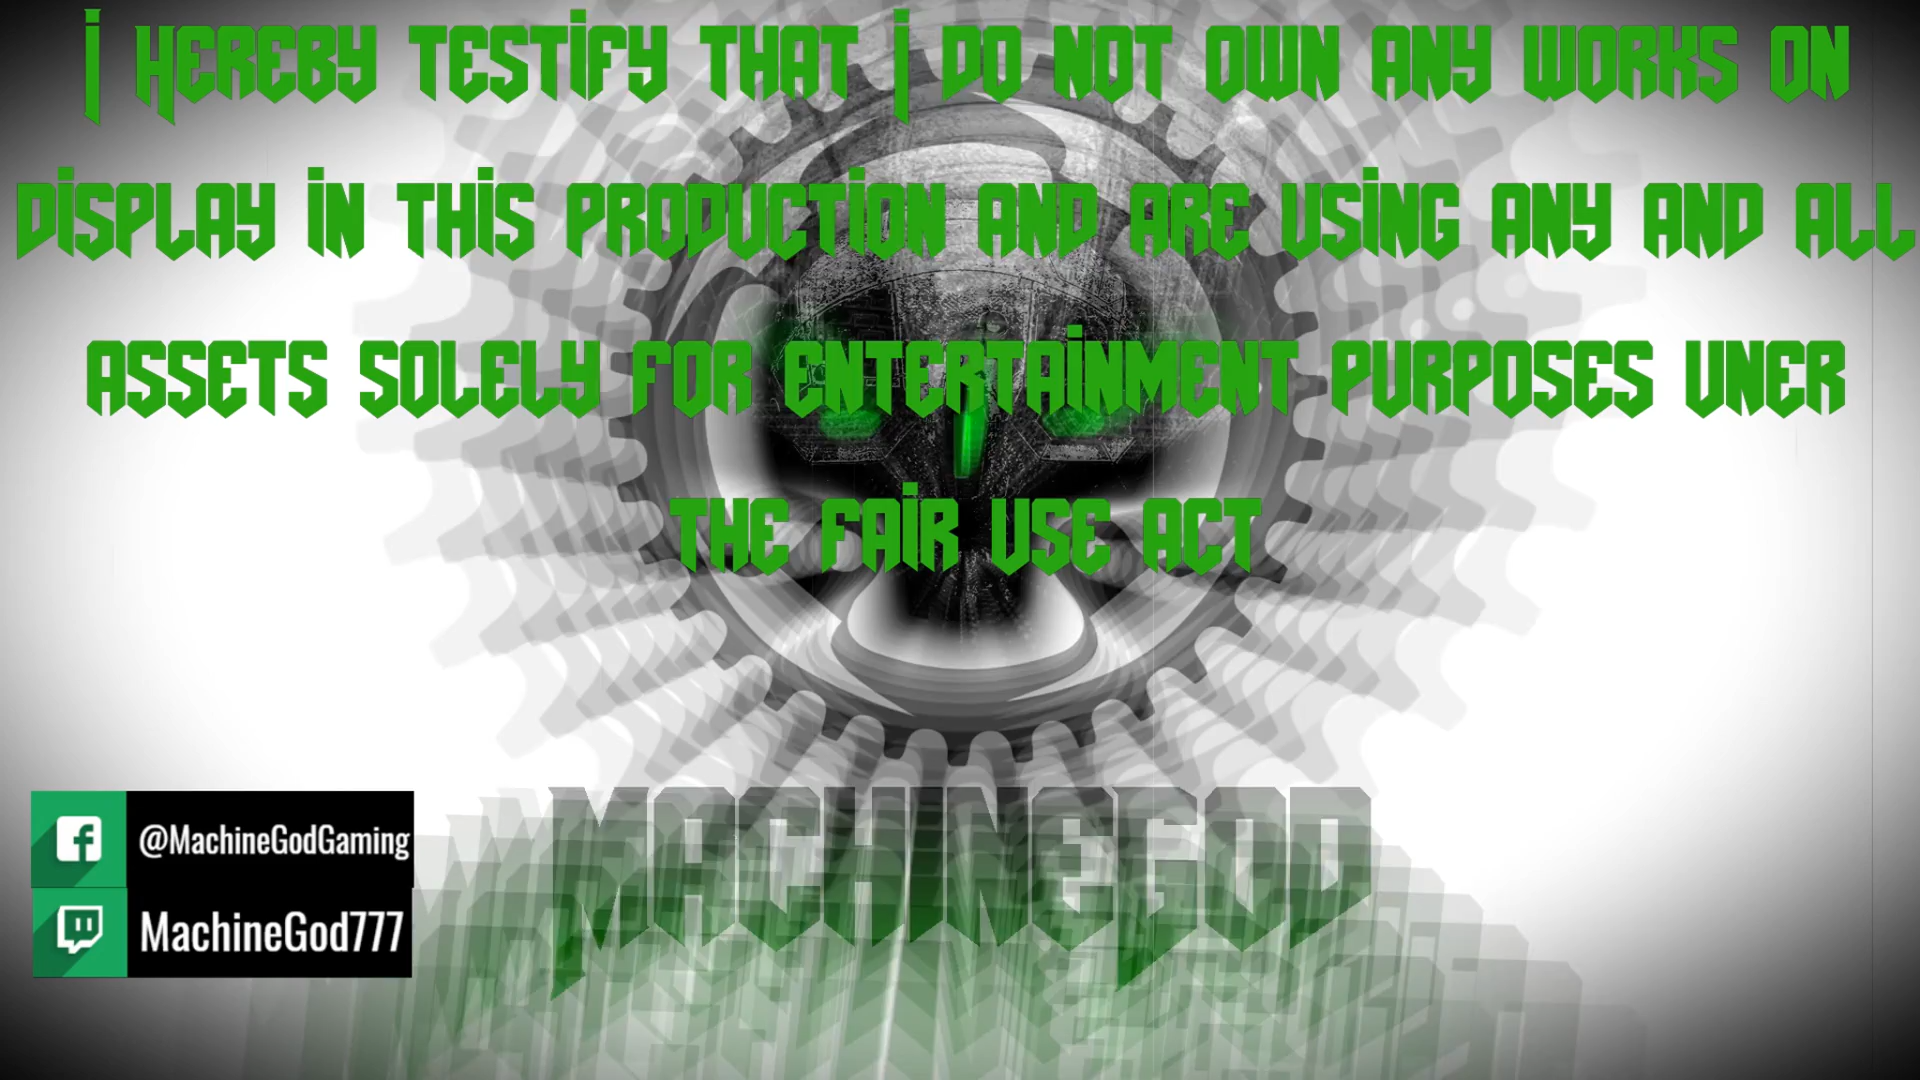 I Hereby testify that I do not own any works on
display in this production and are using any and all
assets solely for entertainment purposes uner
the fair use act
MachineGod
@MachineGodGaming
MachineGod777